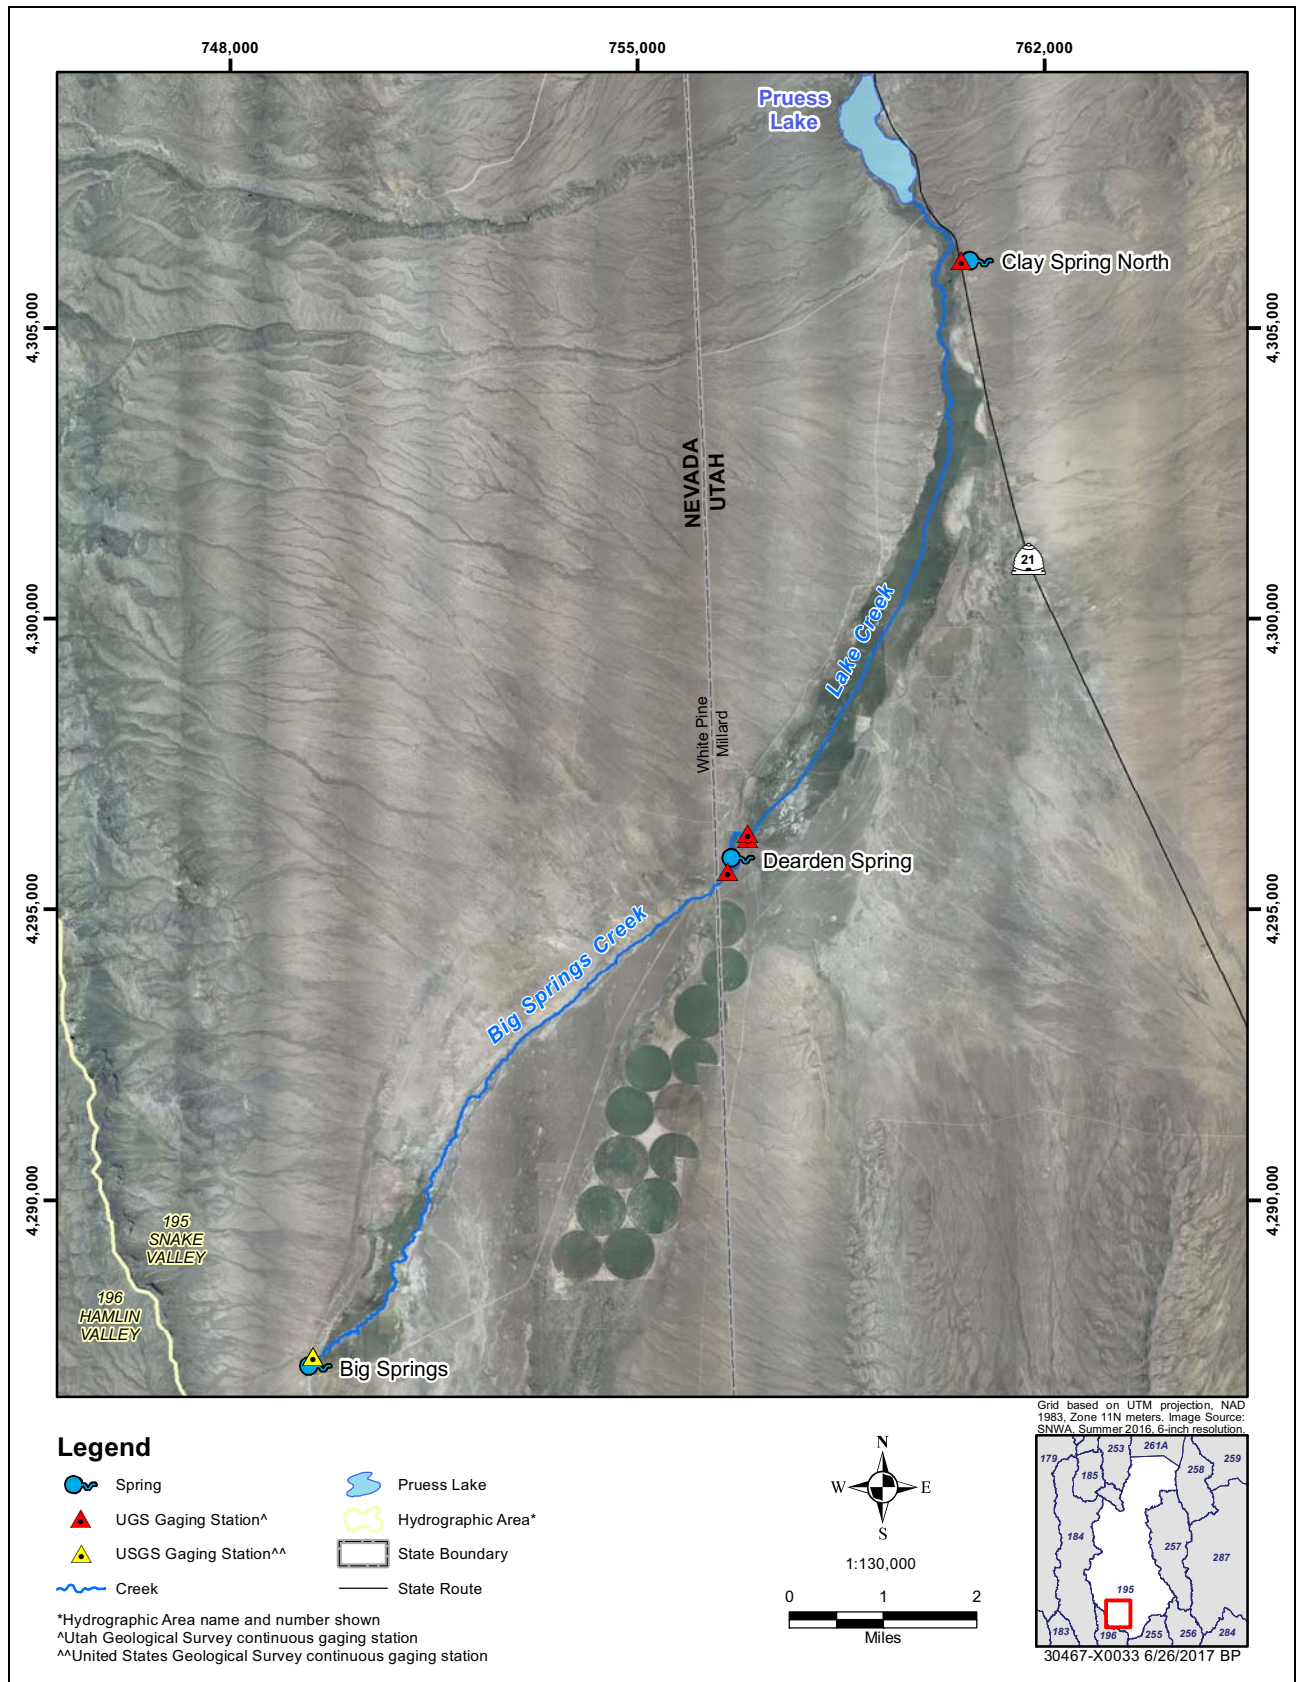 748,000
755,000
762,000
Pruess
Lake
Clay Spring North
4,305,000
4,305,000
NEVADA
UTAH
21
4,300,000
4,300,000
Lake Creek
White Pine
Millard
Dearden Spring
4,295,000
4,295,000
Big Springs Creek
4,290,000
4,290,000
195
SNAKE
VALLEY
196
HAMLIN
VALLEY
Big Springs
Grid based on UTM projection, NAD
1983, Zone 11N meters. Image Source:
SNWA, Summer 2016, 6-inch resolution.
Legend
Spring
UGS Gaging Station^
USGS Gaging Station^^
Creek
Pruess Lake
Hydrographic Area*
State Boundary
State Route
*Hydrographic Area name and number shown
^Utah Geological Survey continuous gaging station
^^United States Geological Survey continuous gaging station
N
W
E
S
1:130,000
0
1
2
Miles
179
253
261A
259
185
258
184
257
287
195
183
196
255
256
284
30467-X0033 6/26/2017 BP